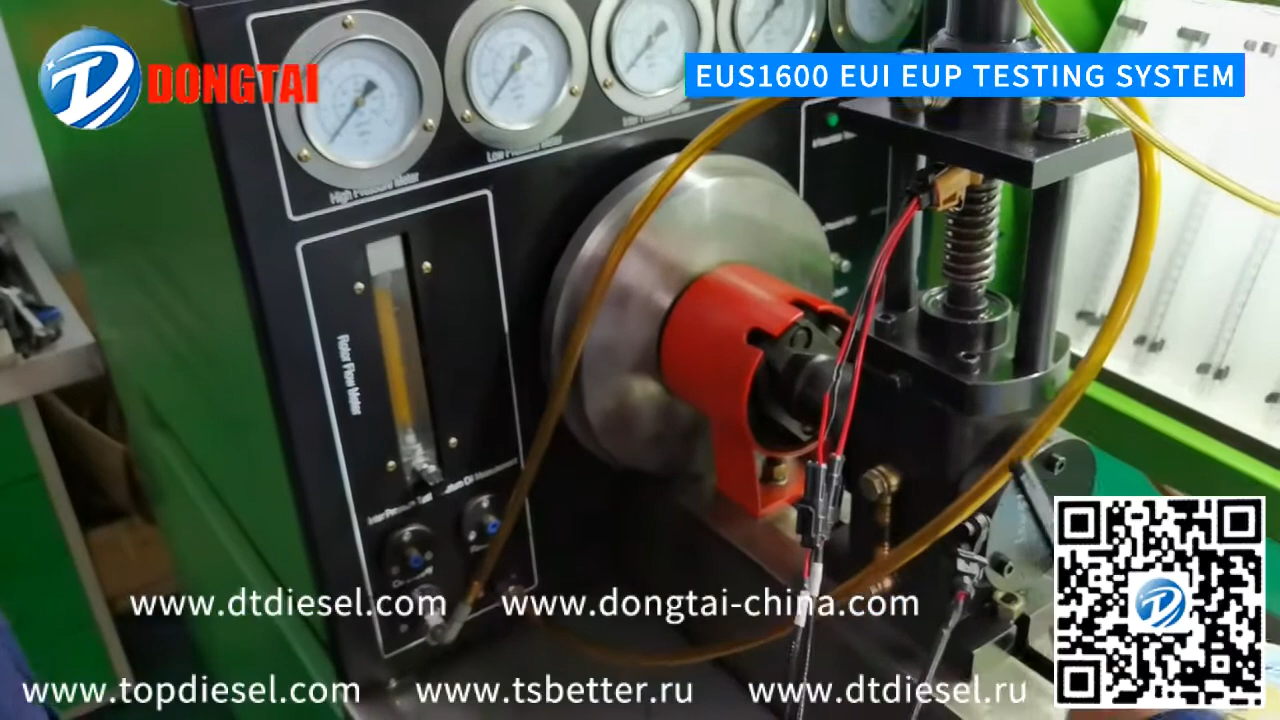 DONGTAI
EUS1600 EUI EUP TESTING SYSTEM
High Pressure Meter
Low Pressure Meter
Rotor Flow Meter
www.dtdiesel.com
www.dongtai-china.com
www.topdiesel.com
www.tsbetter.ru
www.dtdiesel.ru